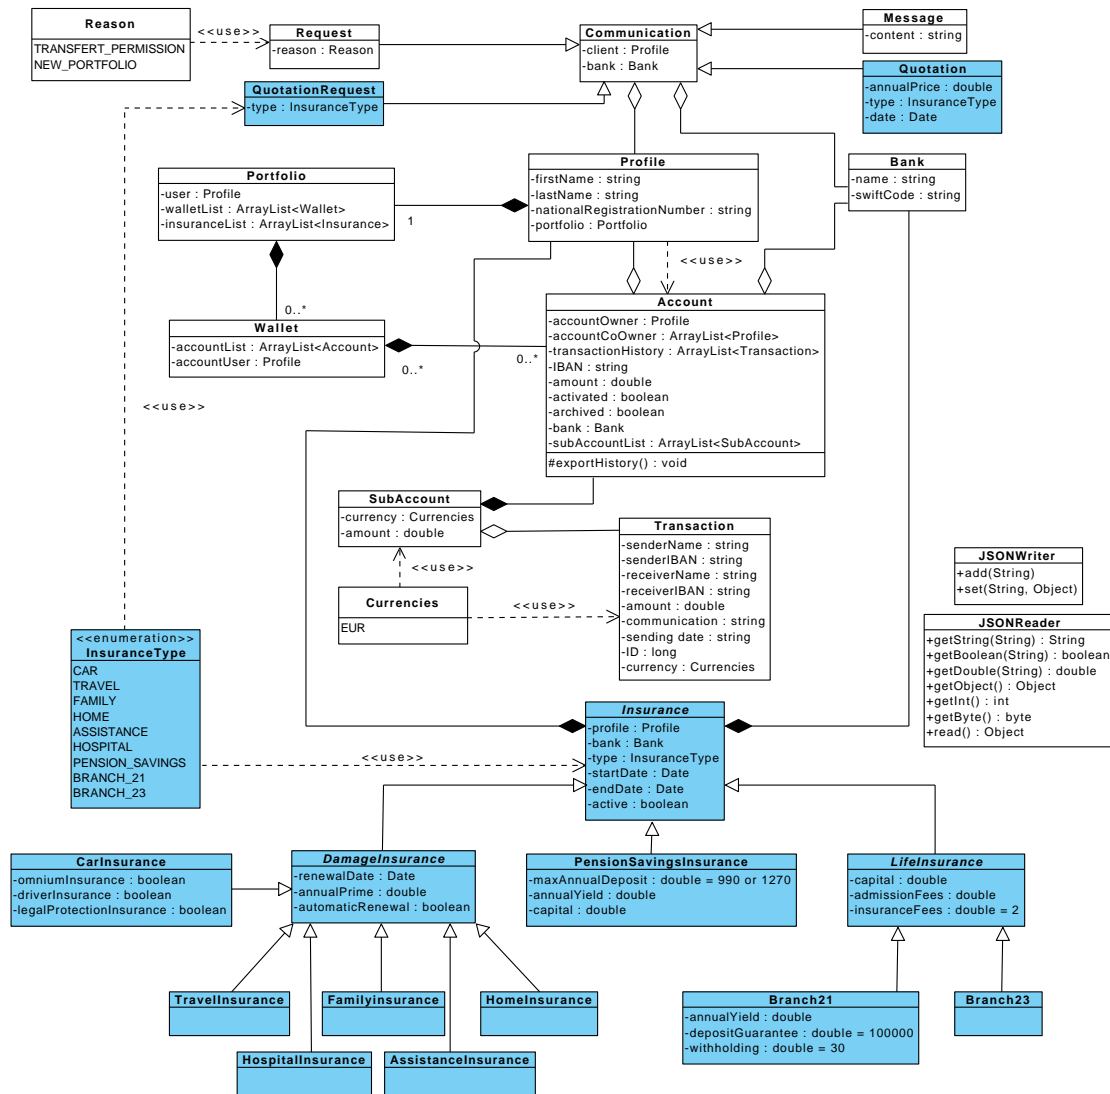 Reason
TRANSFERT_PERMISSION
NEW_PORTFOLIO
<<use>>
Request
-reason : Reason
Communication
-client : Profile
-bank : Bank
Message
-content : string
QuotationRequest
-type : InsuranceType
Quotation
-annualPrice : double
-type : InsuranceType
-date : Date
Portfolio
-user : Profile
-walletList : ArrayList<Wallet>
-insuranceList : ArrayList<Insurance>
1
Profile
-firstName : string
-lastName : string
-nationalRegistrationNumber : string
-portfolio : Portfolio
Bank
-name : string
-swiftCode : string
<<use>>
0..*
Wallet
-accountList : ArrayList<Account>
-accountUser : Profile
0..*
0..*
Account
-accountOwner : Profile
-accountCoOwner : ArrayList<Profile>
-transactionHistory : ArrayList<Transaction>
-IBAN : string
-amount : double
-activated : boolean
-archived : boolean
-bank : Bank
-subAccountList : ArrayList<SubAccount>
#exportHistory() : void
<<use>>
SubAccount
-currency : Currencies
-amount : double
<<use>>
Currencies
EUR
<<use>>
Transaction
-senderName : string
-senderIBAN : string
-receiverName : string
-receiverIBAN : string
-amount : double
-communication : string
-sending date : string
-ID : long
-currency : Currencies
JSONWriter
+add(String)
+set(String, Object)
JSONReader
+getString(String) : String
+getBoolean(String) : boolean
+getDouble(String) : double
+getObject() : Object
+getInt() : int
+getByte() : byte
+read() : Object
<<enumeration>>
InsuranceType
CAR
TRAVEL
FAMILY
HOME
ASSISTANCE
HOSPITAL
PENSION_SAVINGS
BRANCH_21
BRANCH_23
<<use>>
Insurance
-profile : Profile
-bank : Bank
-type : InsuranceType
-startDate : Date
-endDate : Date
-active : boolean
CarInsurance
-omniumInsurance : boolean
-driverInsurance : boolean
-legalProtectionInsurance : boolean
DamageInsurance
-renewalDate : Date
-annualPrime : double
-automaticRenewal : boolean
PensionSavingsInsurance
-maxAnnualDeposit : double = 990 or 1270
-annualYield : double
-capital : double
LifeInsurance
-capital : double
-admissionFees : double
-insuranceFees : double = 2
TravelInsurance
Familyinsurance
HomeInsurance
Branch21
-annualYield : double
-depositGuarantee : double = 100000
-withholding : double = 30
Branch23
HospitalInsurance
AssistanceInsurance